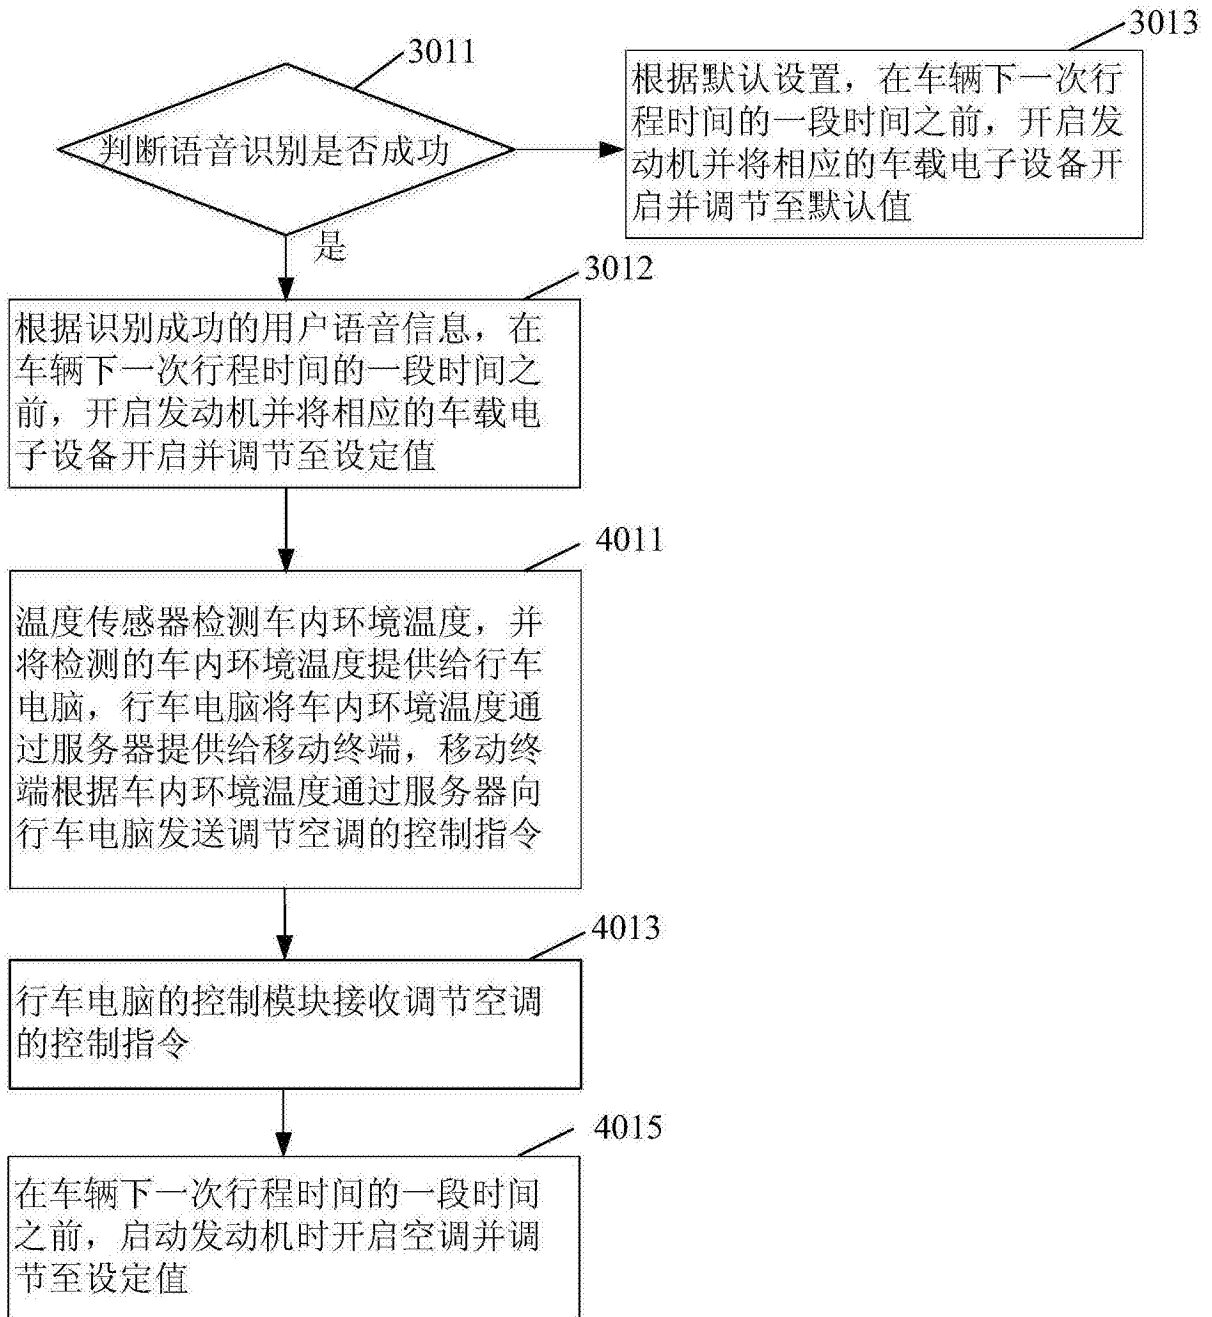 3011
判断语音识别是否成功
是
3013
根据默认设置，在车辆下一次行
程时间的一段时间之前，开启发
动机并将相应的车载电子设备开
启并调节至默认值
3012
根据识别成功的用户语音信息，在
车辆下一次行程时间的一段时间之
前，开启发动机并将相应的车载电
子设备开启并调节至设定值
4011
温度传感器检测车内环境温度，并
将检测的车内环境温度提供给行车
电脑，行车电脑将车内环境温度通
过服务器提供给移动终端，移动终
端根据车内环境温度通过服务器向
行车电脑发送调节空调的控制指令
4013
行车电脑的控制模块接收调节空调
的控制指令
4015
在车辆下一次行程时间的一段时间
之前，启动发动机时开启空调并调
节至设定值